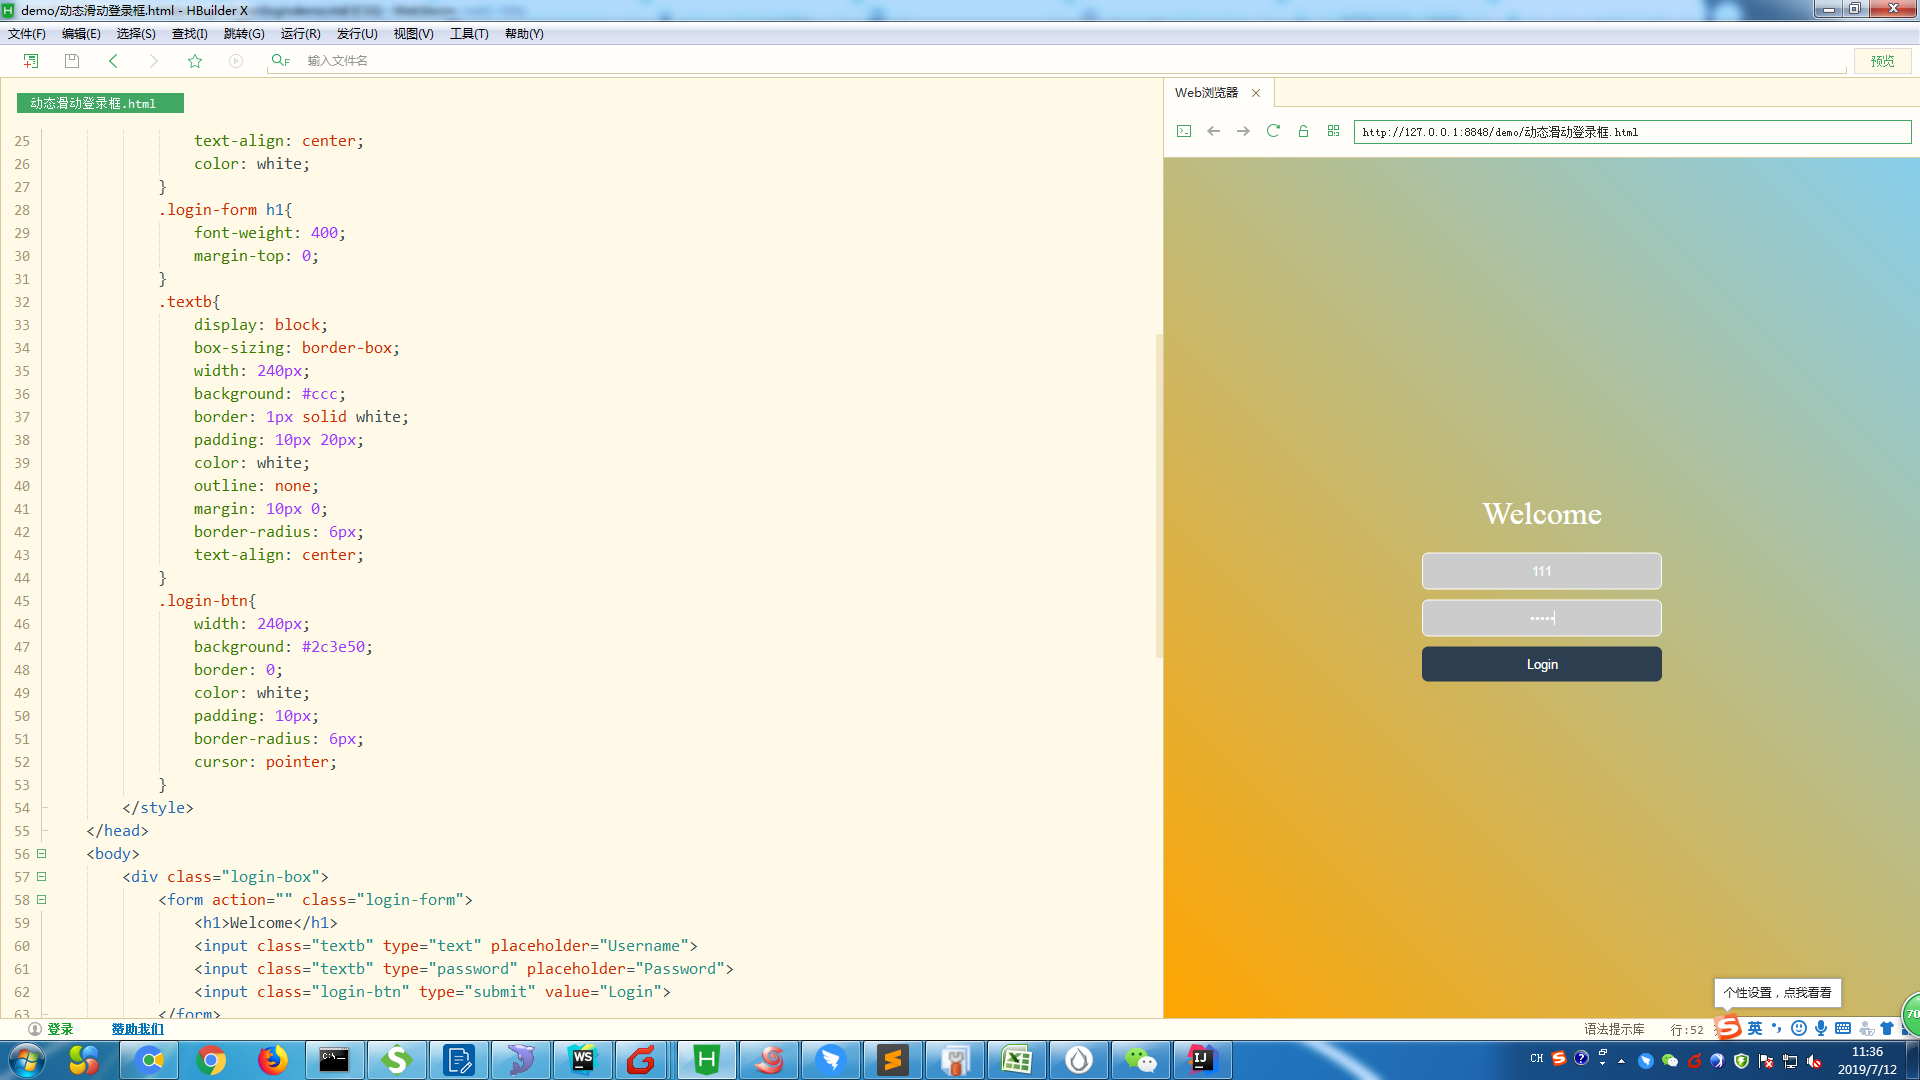 demo/动态滑动登录框.html - HBuilder X
文件(F) 编辑(E) 选择(S) 查找(I) 跳转(G) 运行(R) 发行(U) 视图(V) 工具(T) 帮助(Y)
输入文件名
预览
动态滑动登录框.html
25 text-align: center;
26 color: white;
27 }
28 .login-form h1{
29 font-weight: 400;
30 margin-top: 0;
31 }
32 .textb{
33 display: block;
34 box-sizing: border-box;
35 width: 240px;
36 background: #ccc;
37 border: 1px solid white;
38 padding: 10px 20px;
39 color: white;
40 outline: none;
41 margin: 10px 0;
42 border-radius: 6px;
43 text-align: center;
44 }
45 .login-btn{
46 width: 240px;
47 background: #2c3e50;
48 border: 0;
49 color: white;
50 padding: 10px;
51 border-radius: 6px;
52 cursor: pointer;
53 }
54 </style>
55 </head>
56 <body>
57 <div class="login-box">
58 <form action="" class="login-form">
59 <h1>Welcome</h1>
60 <input class="textb" type="text" placeholder="Username">
61 <input class="textb" type="password" placeholder="Password">
62 <input class="login-btn" type="submit" value="Login">
63 </form>
Web浏览器
http://127.0.0.1:8848/demo/动态滑动登录框.html
Welcome
111
•••••
Login
个性设置，点我看看
70
登录 赞助我们
语法提示库 行:52
英
CH
11:36
2019/7/12